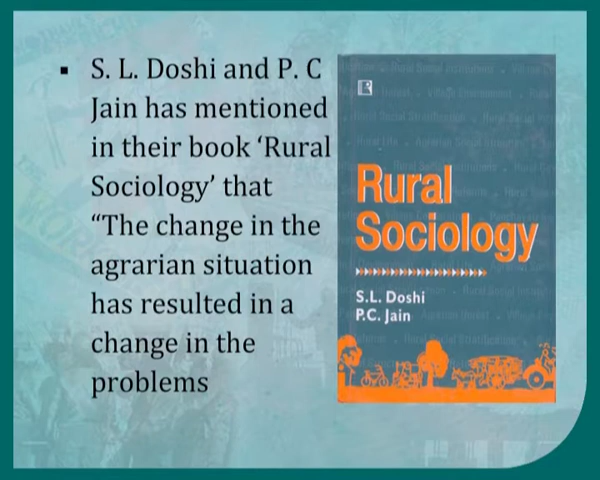 ▪ S. L. Doshi and P. C
Jain has mentioned
in their book ‘Rural
Sociology’ that
“The change in the
agrarian situation
has resulted in a
change in the
problems
Rural
Sociology
S.L. Doshi
P.C. Jain